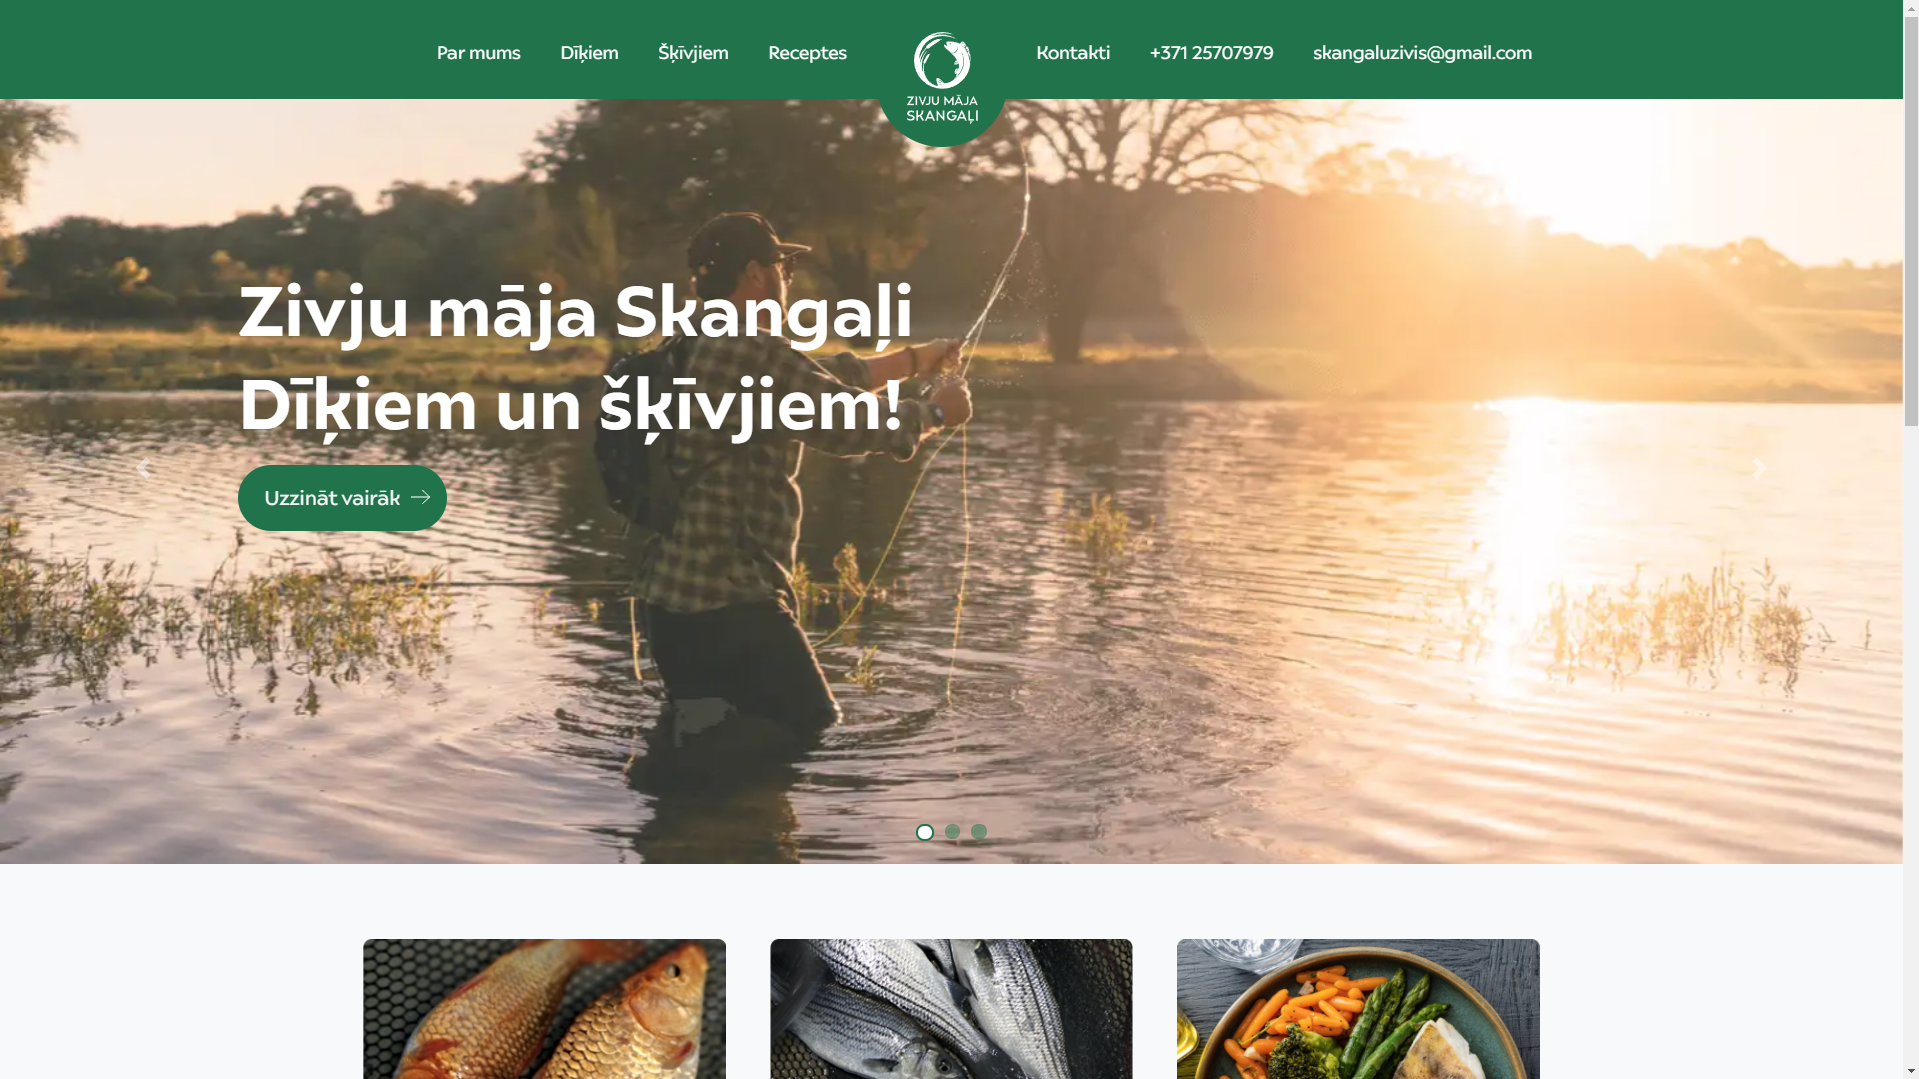 Par mums
Dīķiem
Šķīvjiem
Receptes
ZIVJU MĀJA
SKANGAĻI
Kontakti
+371 25707979
skangaluzivis@gmail.com
Zivju māja Skangaļi
Dīķiem un šķīvjiem!
Uzzināt vairāk